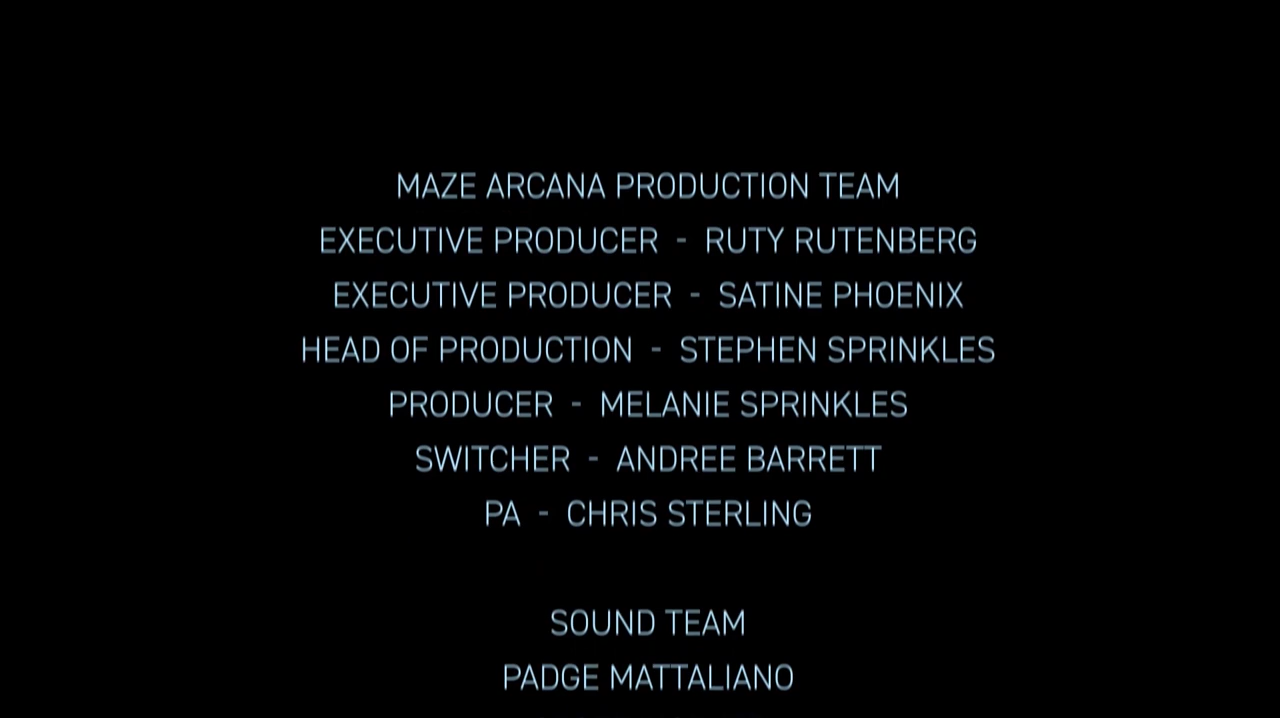 MAZE ARCANA PRODUCTION TEAM
EXECUTIVE PRODUCER - RUTY RUTENBERG
EXECUTIVE PRODUCER - SATINE PHOENIX
HEAD OF PRODUCTION - STEPHEN SPRINKLES
PRODUCER - MELANIE SPRINKLES
SWITCHER - ANDREE BARRETT
PA - CHRIS STERLING
SOUND TEAM
PADGE MATTALIANO